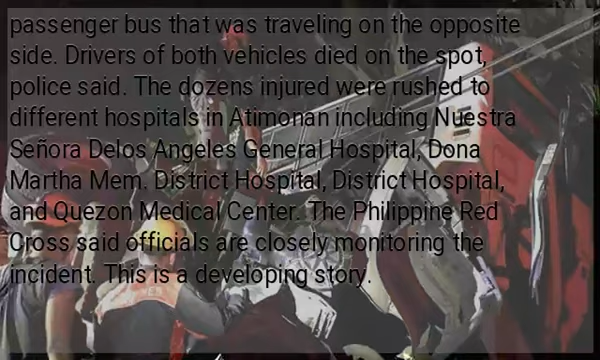 passenger bus that was traveling on the opposite
side. Drivers of both vehicles died on the spot,
police said. The dozens injured were rushed to
different hospitals in Atimonan including Nuestra
Señora Delos Angeles General Hospital, Dona
Martha Mem. District Hospital, District Hospital,
and Quezon Medical Center. The Philippine Red
Cross said officials are closely monitoring the
incident. This is a developing story.